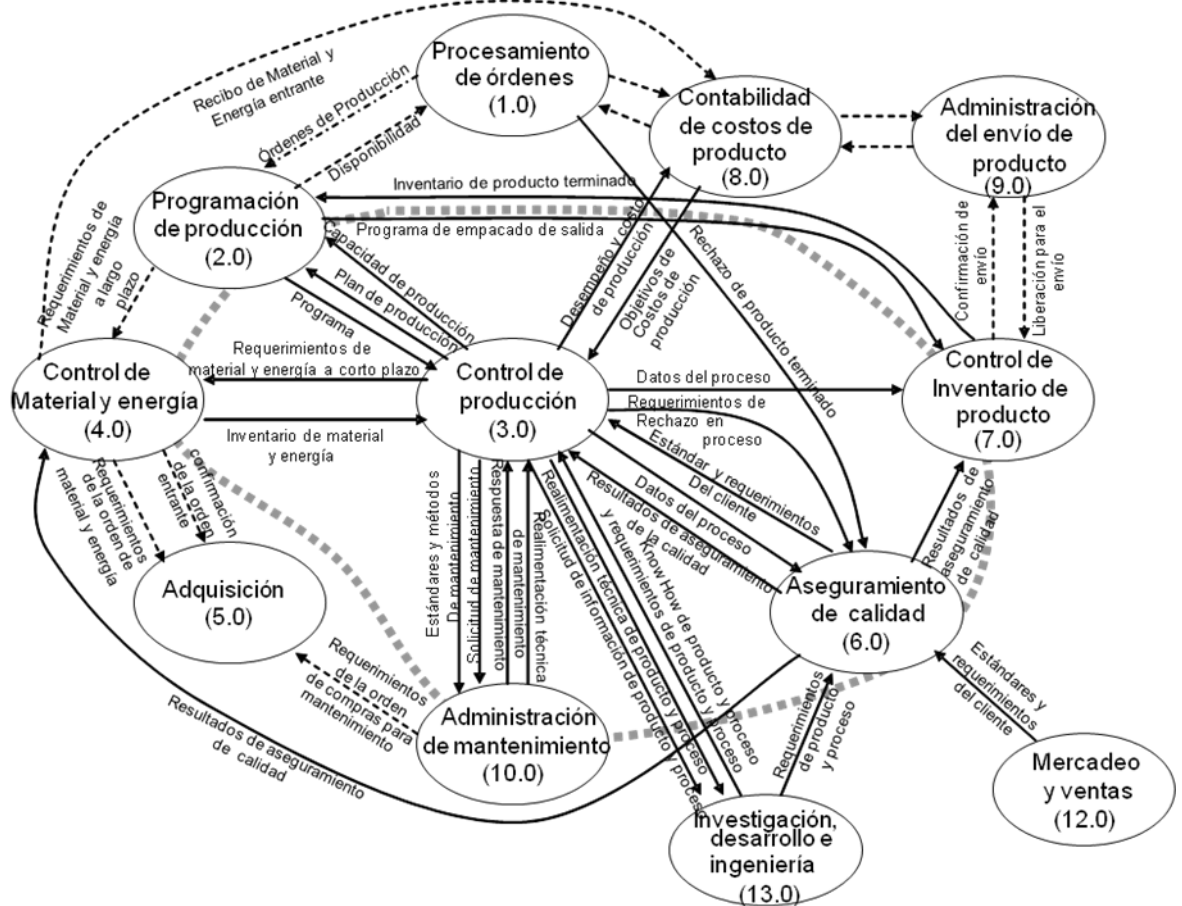 Recibo de Material y
Energía entrante
Procesamiento
de órdenes
(1.0)
Contabilidad
de costos de
producto
(8.0)
Administración
del envío de
producto
(9.0)
Órdenes de Producción
Disponibilidad
Programación
de producción
(2.0)
Inventario de producto terminado
Programa de empacado de salida
Requerimientos de
Material y energía
a largo
plazo
Capacidad de producción
Plan de producción
Programa
Desempeño y costo
de producción
Objetivos de
Costos de
producción
Rechazo de producto terminado
Confirmación de
envío
Liberación para el
envío
Control de
Material y energía
(4.0)
Requerimientos de
material y energía a corto plazo
Inventario de material
y energía
Control de
producción
(3.0)
Datos del proceso
Requerimientos de
Rechazo en
proceso
Control de
Inventario de
producto
(7.0)
Estándar y requerimientos
Del cliente
Datos del proceso
Resultados de aseguramiento
de la calidad
Resultados de
aseguramiento
de calidad
Requerimientos
de la orden de
material y energía
confirmación
de la orden
entrante
Adquisición
(5.0)
Estándares y métodos
De mantenimiento
Solicitud de mantenimiento
Respuesta de mantenimiento
de mantenimiento
Realimentación técnica
Know How de producto y proceso
y requerimientos de producto y proceso
Realimentación técnica de producto y proceso
Solicitud de información de producto y proceso
Aseguramiento
de calidad
(6.0)
Requerimientos
de la orden
de compras para
mantenimiento
Administración
de mantenimiento
(10.0)
Resultados de aseguramiento
de calidad
Requerimientos
de producto
y proceso
Estándares y
requerimientos
del cliente
Mercadeo
y ventas
(12.0)
Investigación,
desarrollo e
ingeniería
(13.0)